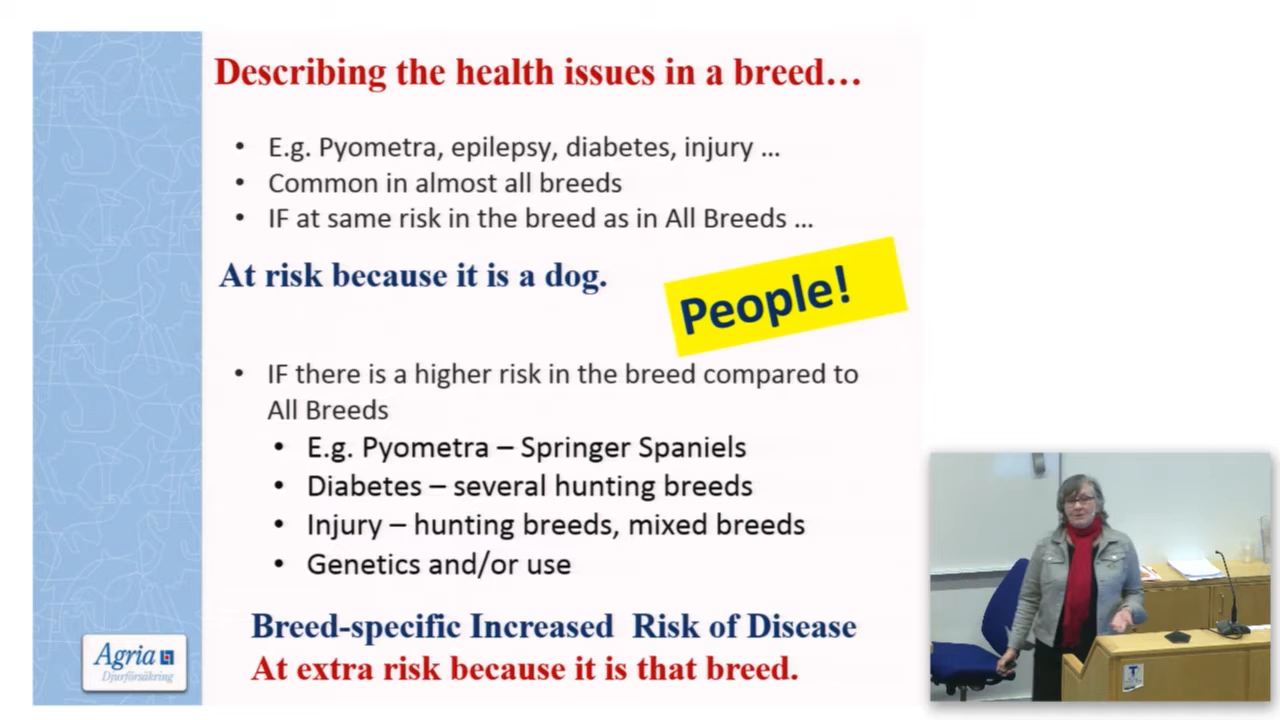 Describing the health issues in a breed…
• E.g. Pyometra, epilepsy, diabetes, injury …
• Common in almost all breeds
• IF at same risk in the breed as in All Breeds …
At risk because it is a dog.
People!
• IF there is a higher risk in the breed compared to
All Breeds
• E.g. Pyometra – Springer Spaniels
• Diabetes – several hunting breeds
• Injury – hunting breeds, mixed breeds
• Genetics and/or use
Breed-specific Increased Risk of Disease
At extra risk because it is that breed.
Agria
Djurförsäkring